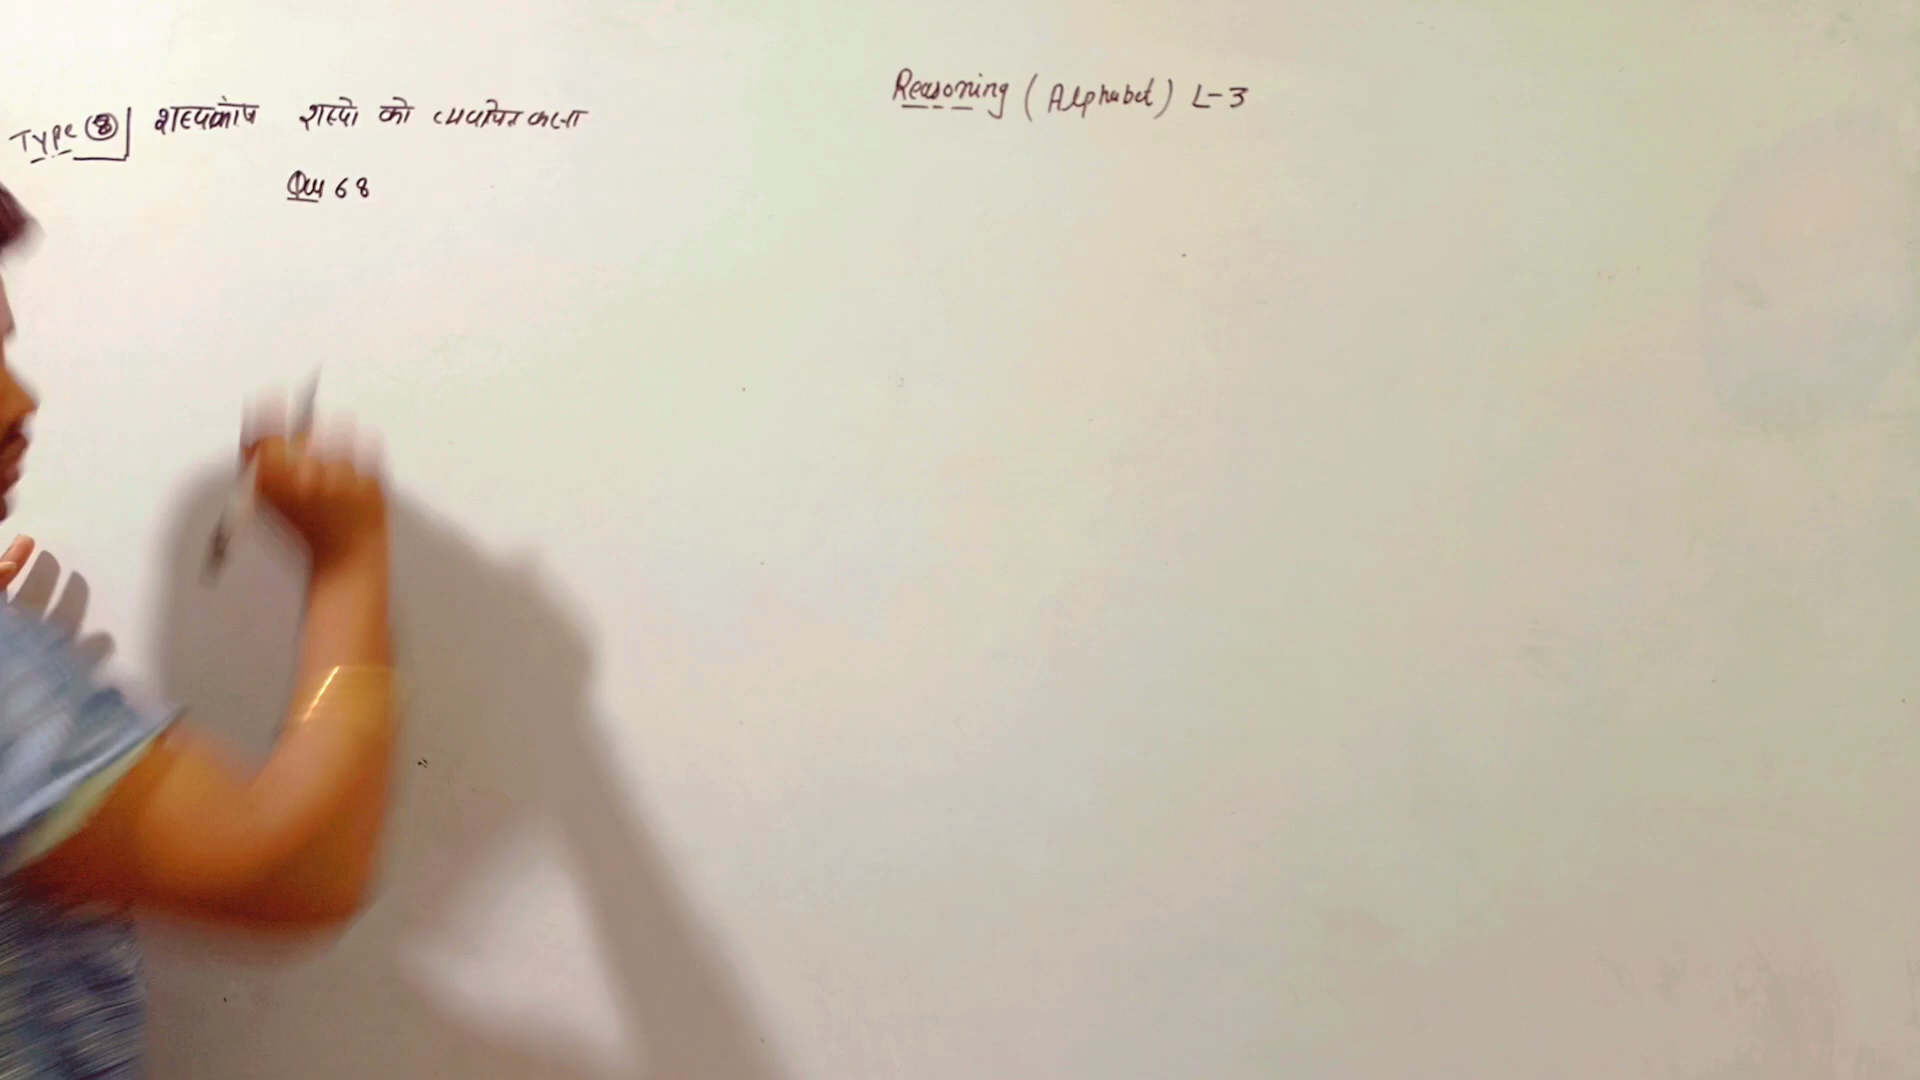 Reasoning (Alphabet) L-3
Type (8) शब्दकोष शब्दो को व्यवस्थित करना
Que 68